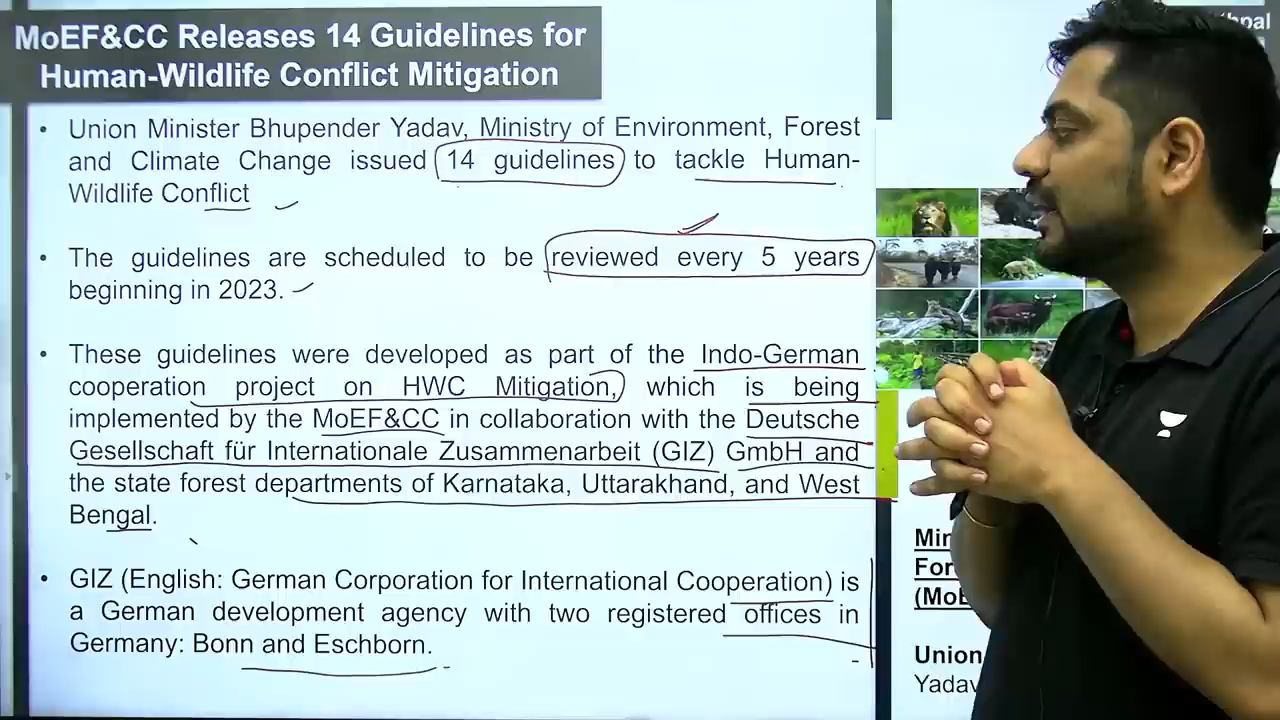 MoEF&CC Releases 14 Guidelines for
Human-Wildlife Conflict Mitigation
• Union Minister Bhupender Yadav, Ministry of Environment, Forest
and Climate Change issued 14 guidelines to tackle Human-
Wildlife Conflict
• The guidelines are scheduled to be reviewed every 5 years
beginning in 2023.
• These guidelines were developed as part of the Indo-German
cooperation project on HWC Mitigation, which is being
implemented by the MoEF&CC in collaboration with the Deutsche
Gesellschaft für Internationale Zusammenarbeit (GIZ) GmbH and
the state forest departments of Karnataka, Uttarakhand, and West
Bengal.
• GIZ (English: German Corporation for International Cooperation) is
a German development agency with two registered offices in
Germany: Bonn and Eschborn.
Union